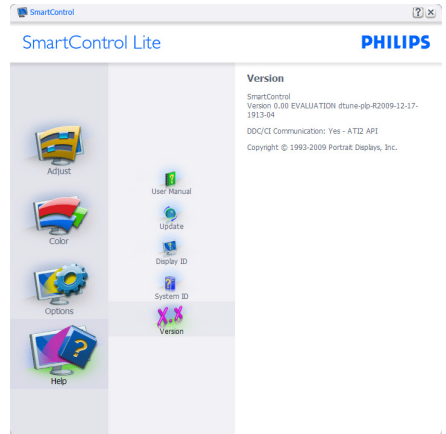 SmartControl
SmartControl Lite
PHILIPS
Adjust
Color
Options
Help
User Manual
Update
Display ID
System ID
X.X
Version
Version
SmartControl
Version 0.00 EVALUATION dtune-plp-R2009-12-17-
1913-04
DDC/CI Communication: Yes - ATI2 API
Copyright © 1993-2009 Portrait Displays, Inc.